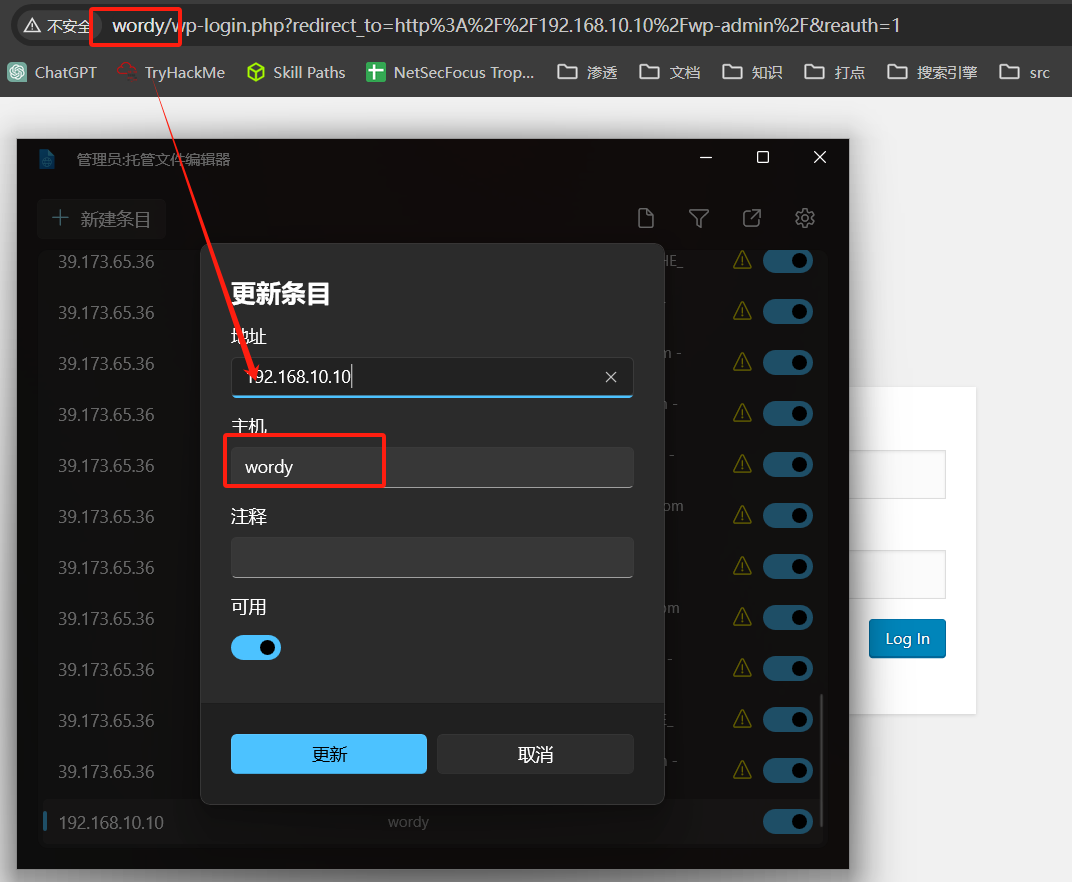 不安全 wordy/wp-login.php?redirect_to=http%3A%2F%2F192.168.10.10%2Fwp-admin%2F&reauth=1
ChatGPT TryHackMe Skill Paths NetSecFocus Trop... 渗透 文档 知识 打点 搜索引擎 src
管理员:托管文件编辑器
新建条目
39.173.65.36 HE_
39.173.65.36
39.173.65.36
39.173.65.36
39.173.65.36
39.173.65.36 om
39.173.65.36
39.173.65.36 om
39.173.65.36
39.173.65.36
39.173.65.36
192.168.10.10 wordy
更新条目
地址
192.168.10.10
主机
wordy
注释
可用
更新 取消
Log In